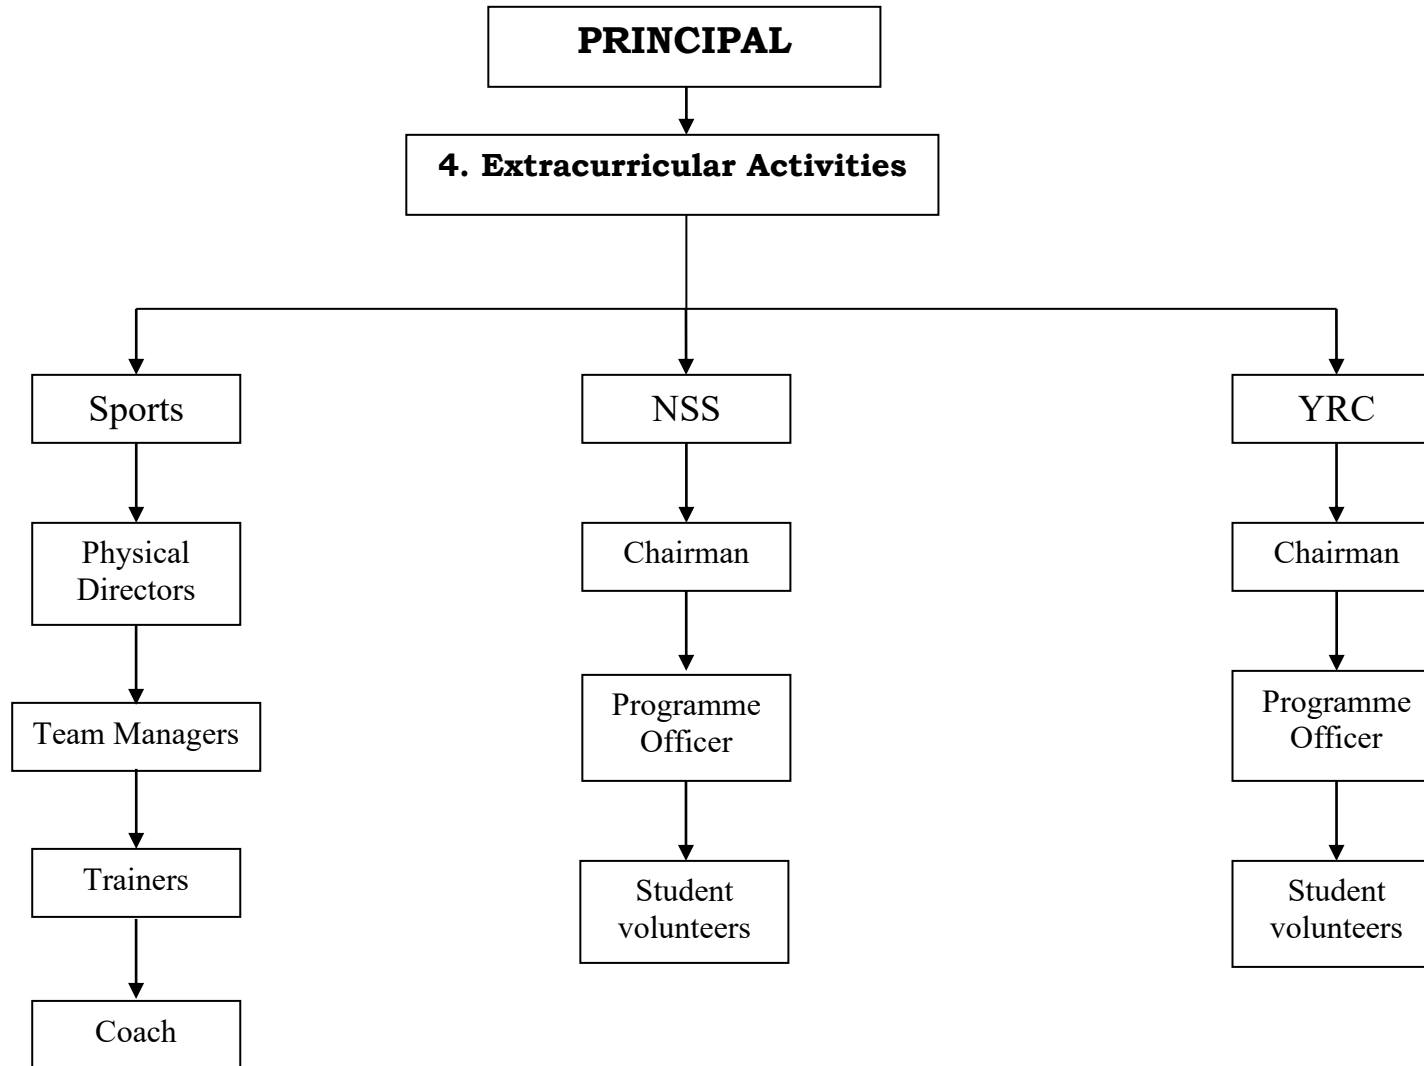 PRINCIPAL
4. Extracurricular Activities
Sports
NSS
YRC
Physical
Directors
Chairman
Chairman
Team Managers
Programme
Officer
Programme
Officer
Trainers
Student
volunteers
Student
volunteers
Coach